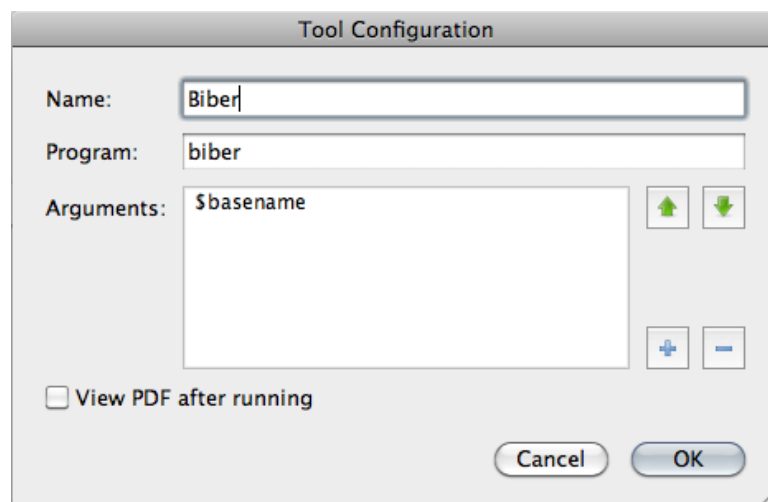 Tool Configuration
Name: Biber
Program: biber
Arguments: $basename
View PDF after running
Cancel OK